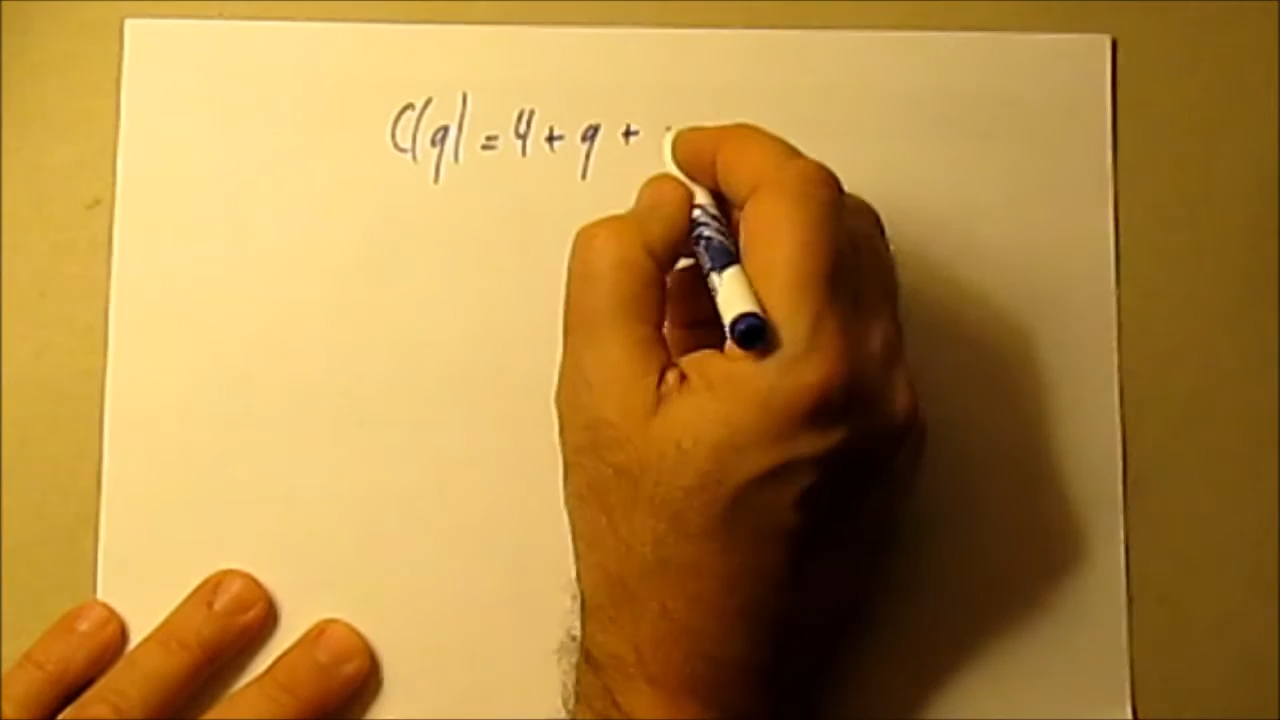 C(q) = 4 + q +